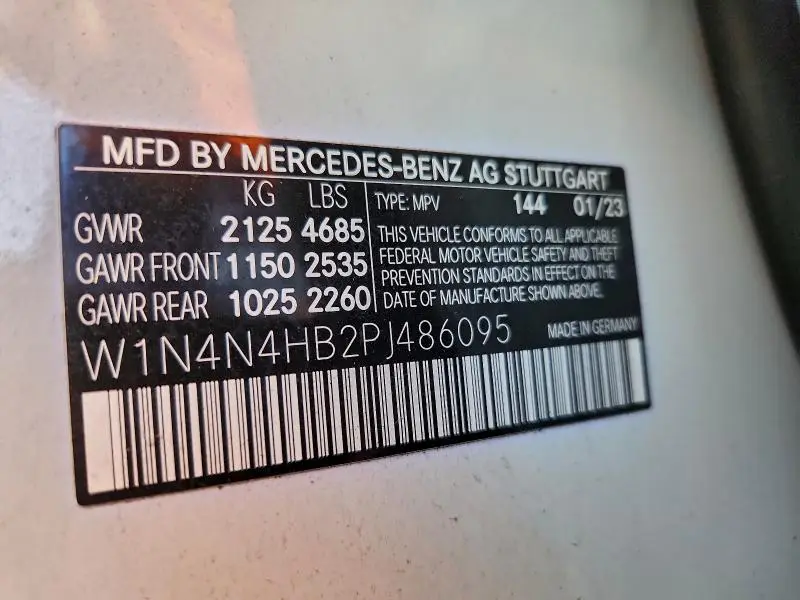 MFD BY MERCEDES-BENZ AG STUTTGART
KG LBS
GVWR 2125 4685
GAWR FRONT 1150 2535
GAWR REAR 1025 2260
TYPE: MPV 144 01/23
THIS VEHICLE CONFORMS TO ALL APPLICABLE
FEDERAL MOTOR VEHICLE SAFETY AND THEFT
PREVENTION STANDARDS IN EFFECT ON THE
DATE OF MANUFACTURE SHOWN ABOVE.
W1N4N4HB2PJ486095
MADE IN GERMANY